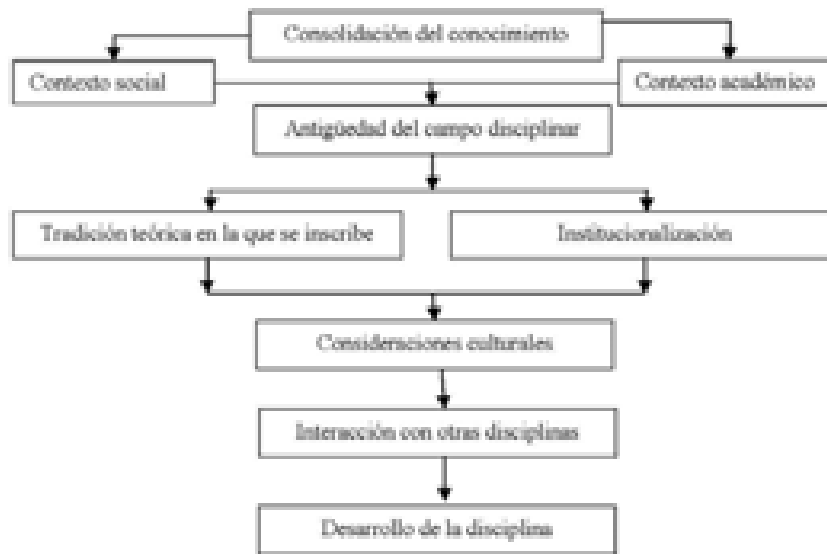 Consolidación del conocimiento
Contexto social
Contexto académico
Antigüedad del campo disciplinar
Tradición teórica en la que se inscribe
Institucionalización
Consideraciones culturales
Interacción con otras disciplinas
Desarrollo de la disciplina